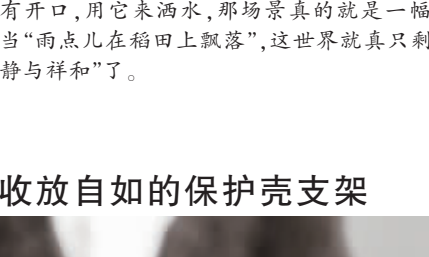 有开口,用它来洒水,那场景真的就是一幅
当“雨点儿在稻田上飘落”,这世界就真只剩
静与祥和”了。
收放自如的保护壳支架